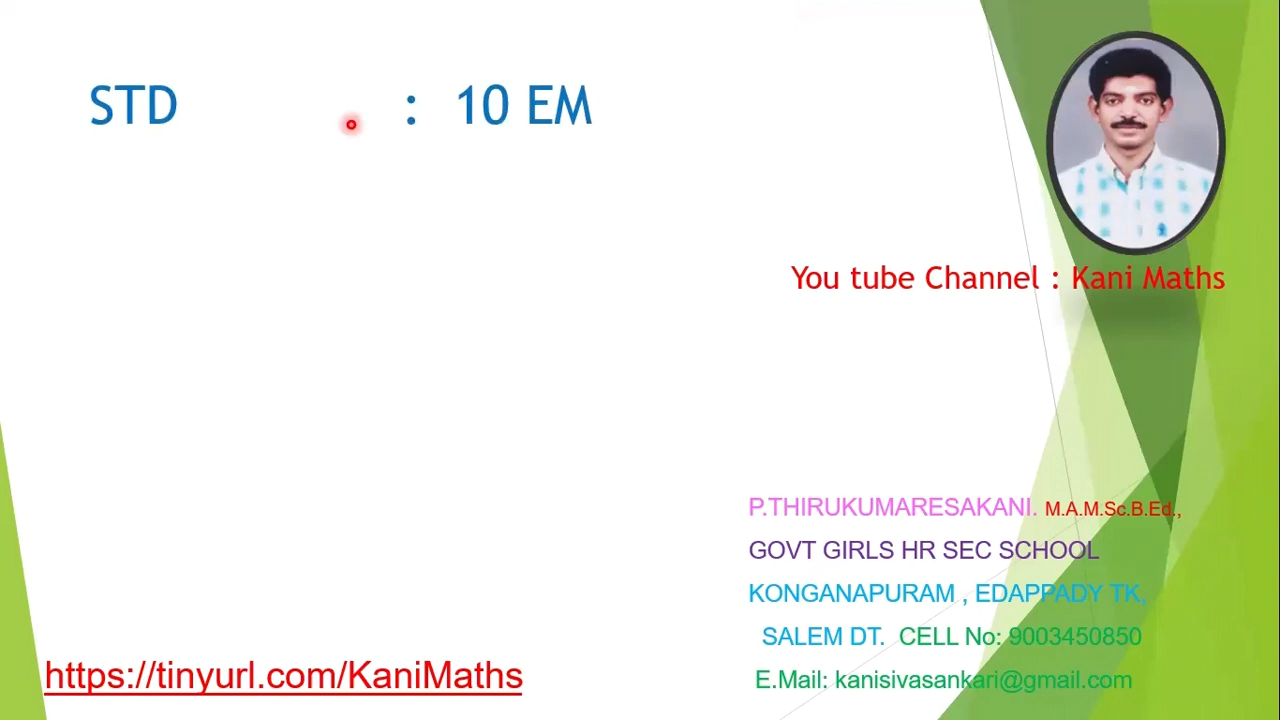 STD : 10 EM
You tube Channel : Kani Maths
P.THIRUKUMARESAKANI. M.A.M.Sc.B.Ed.,
GOVT GIRLS HR SEC SCHOOL
KONGANAPURAM , EDAPPADY TK,
SALEM DT. CELL No: 9003450850
E.Mail: kanisivasankari@gmail.com
https://tinyurl.com/KaniMaths